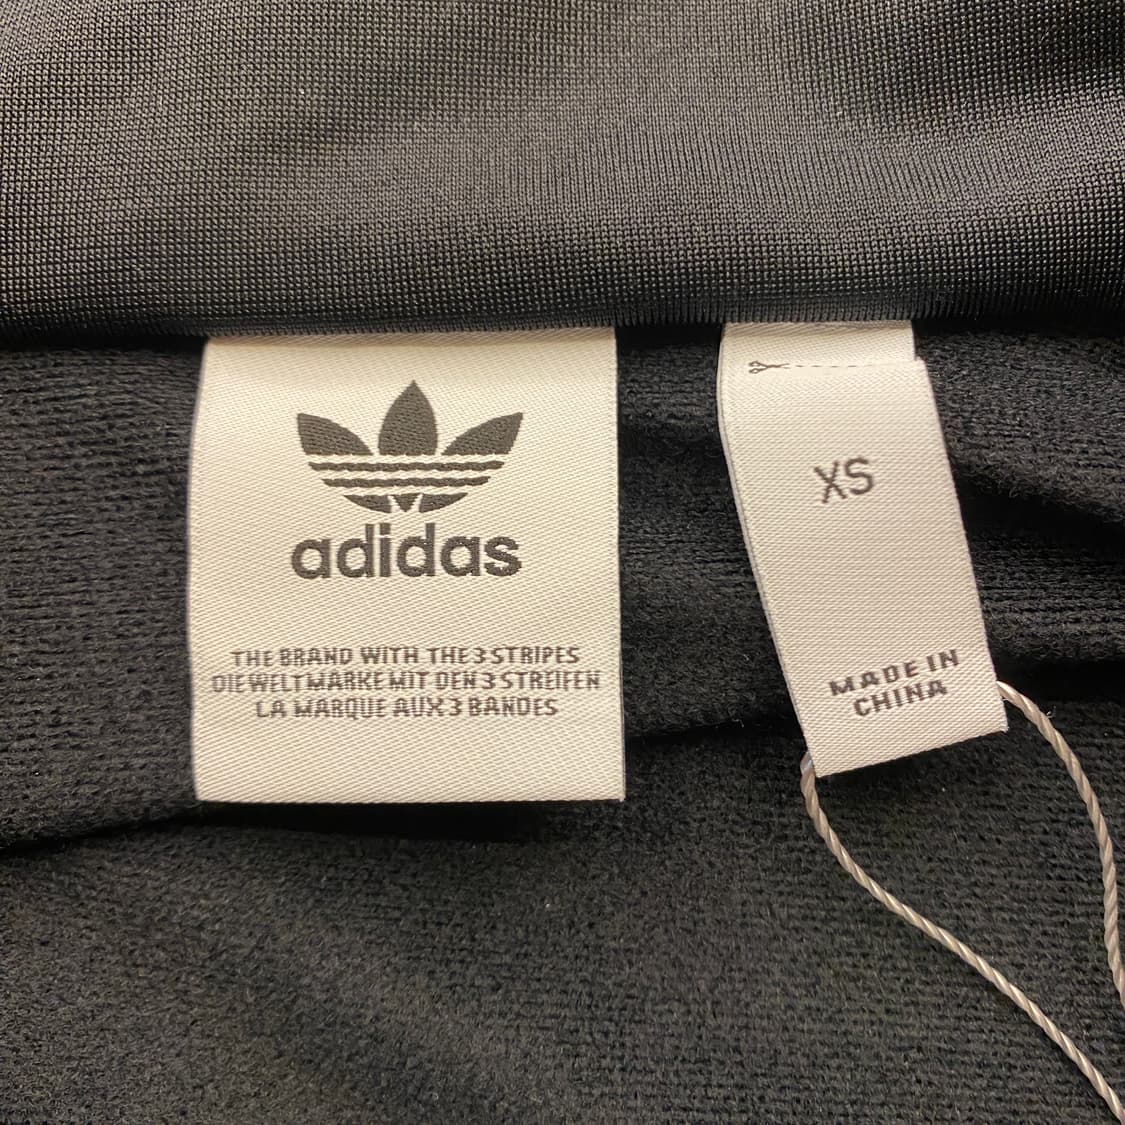 adidas
THE BRAND WITH THE 3 STRIPES
DIE WELTMARKE MIT DEN 3 STREIFEN
LA MARQUE AUX 3 BANDES
XS
MADE IN
CHINA